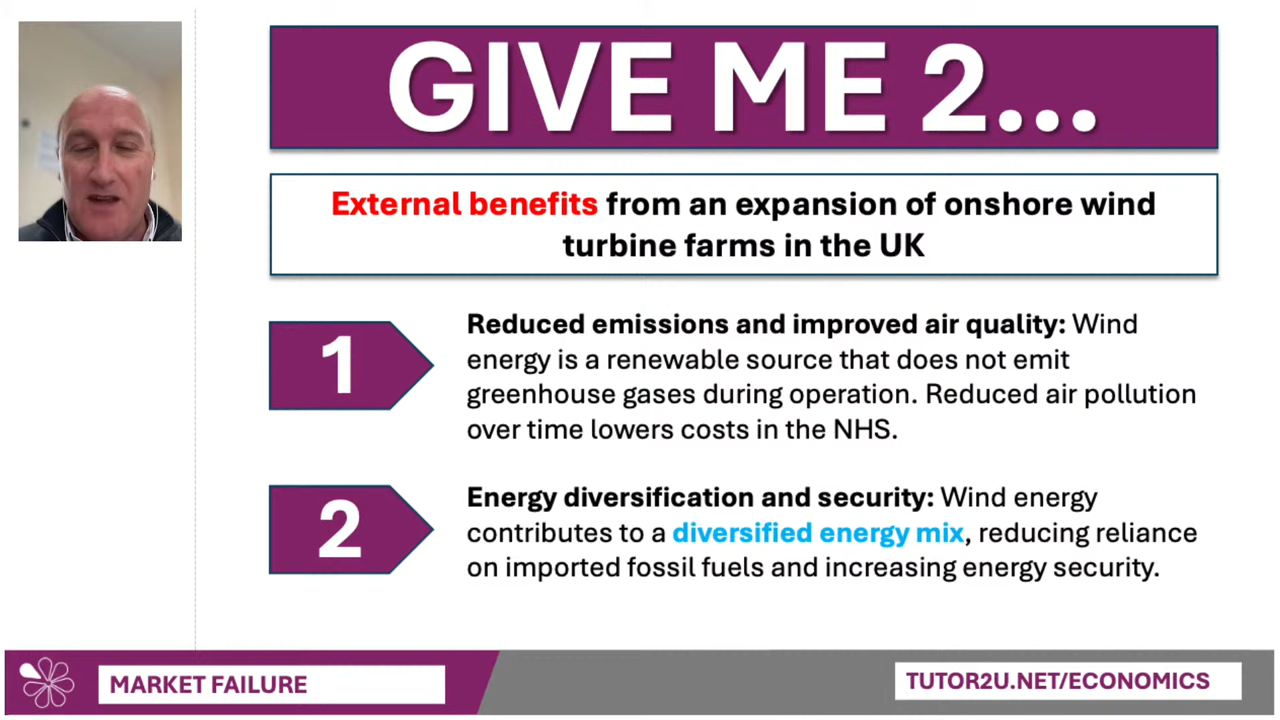 GIVE ME 2...
External benefits from an expansion of onshore wind
turbine farms in the UK
1
Reduced emissions and improved air quality: Wind
energy is a renewable source that does not emit
greenhouse gases during operation. Reduced air pollution
over time lowers costs in the NHS.
2
Energy diversification and security: Wind energy
contributes to a diversified energy mix, reducing reliance
on imported fossil fuels and increasing energy security.
MARKET FAILURE
TUTOR2U.NET/ECONOMICS